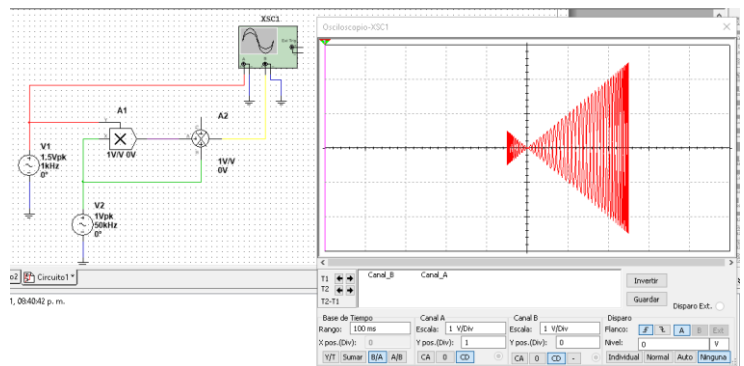 XSC1
Ext Trig
A
B
A1
A2
1V/V 0V
1V/V
0V
V1
1.5Vpk
1kHz
0°
V2
1Vpk
50kHz
0°
Circuito1 *
1, 08:40:42 p. m.
Osciloscopio-XSC1
T1
T2
T2-T1
Canal_B
Canal_A
Invertir
Guardar
Disparo Ext.
Base de Tiempo
Rango: 100 ms
X pos.(Div): 0
Y/T Sumar B/A A/B
Canal A
Escala: 1 V/Div
Y pos.(Div): 1
CA 0 CD
Canal B
Escala: 1 V/Div
Y pos.(Div): 0
CA 0 CD -
Disparo
Flanco: A B Ext
Nivel: 0 V
Individual Normal Auto Ninguna